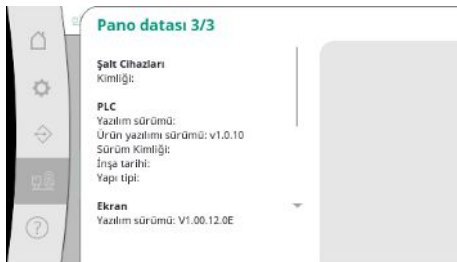 Pano datası 3/3
Şalt Cihazları
Kimliği:
PLC
Yazılım sürümü:
Ürün yazılımı sürümü: v1.0.10
Sürüm Kimliği:
İnşa tarihi:
Yapı tipi:
Ekran
Yazılım sürümü: V1.00.12.0E